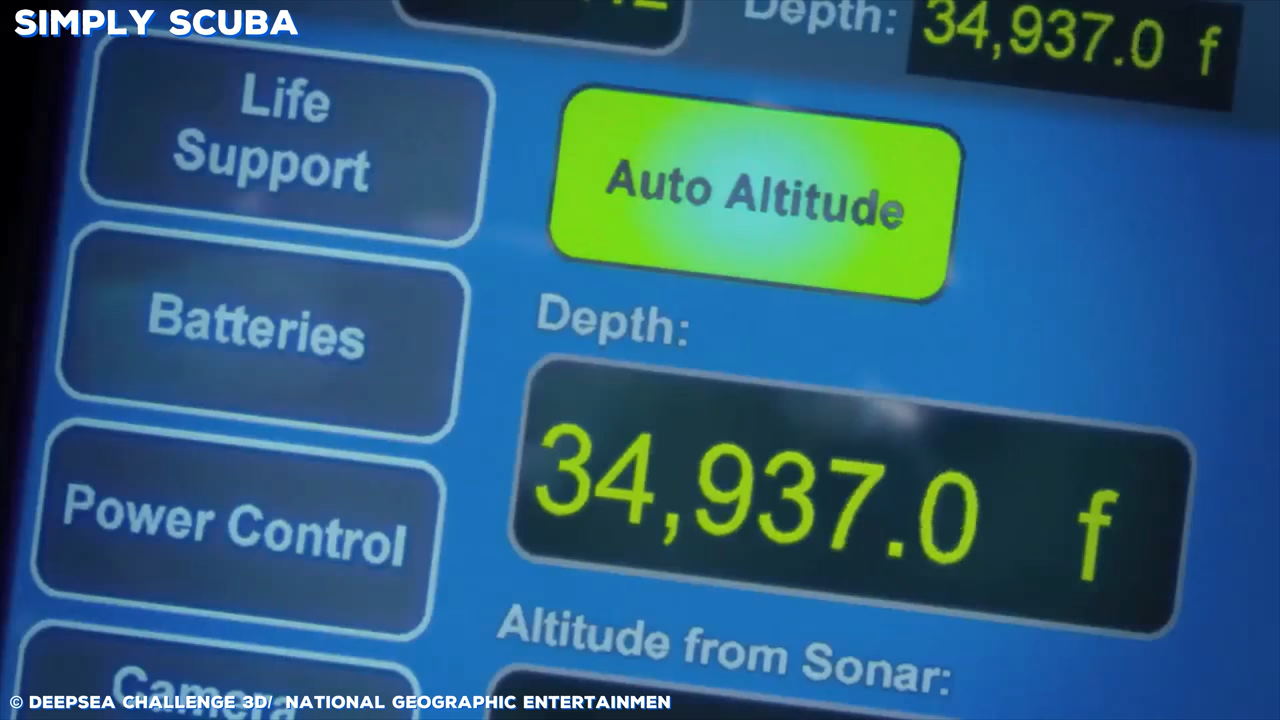 SIMPLY SCUBA
Depth: 34,937.0 f
Life
Support
Auto Altitude
Batteries
Depth:
34,937.0 f
Power Control
Altitude from Sonar:
Camera
© DEEPSEA CHALLENGE 3D/ NATIONAL GEOGRAPHIC ENTERTAINMEN